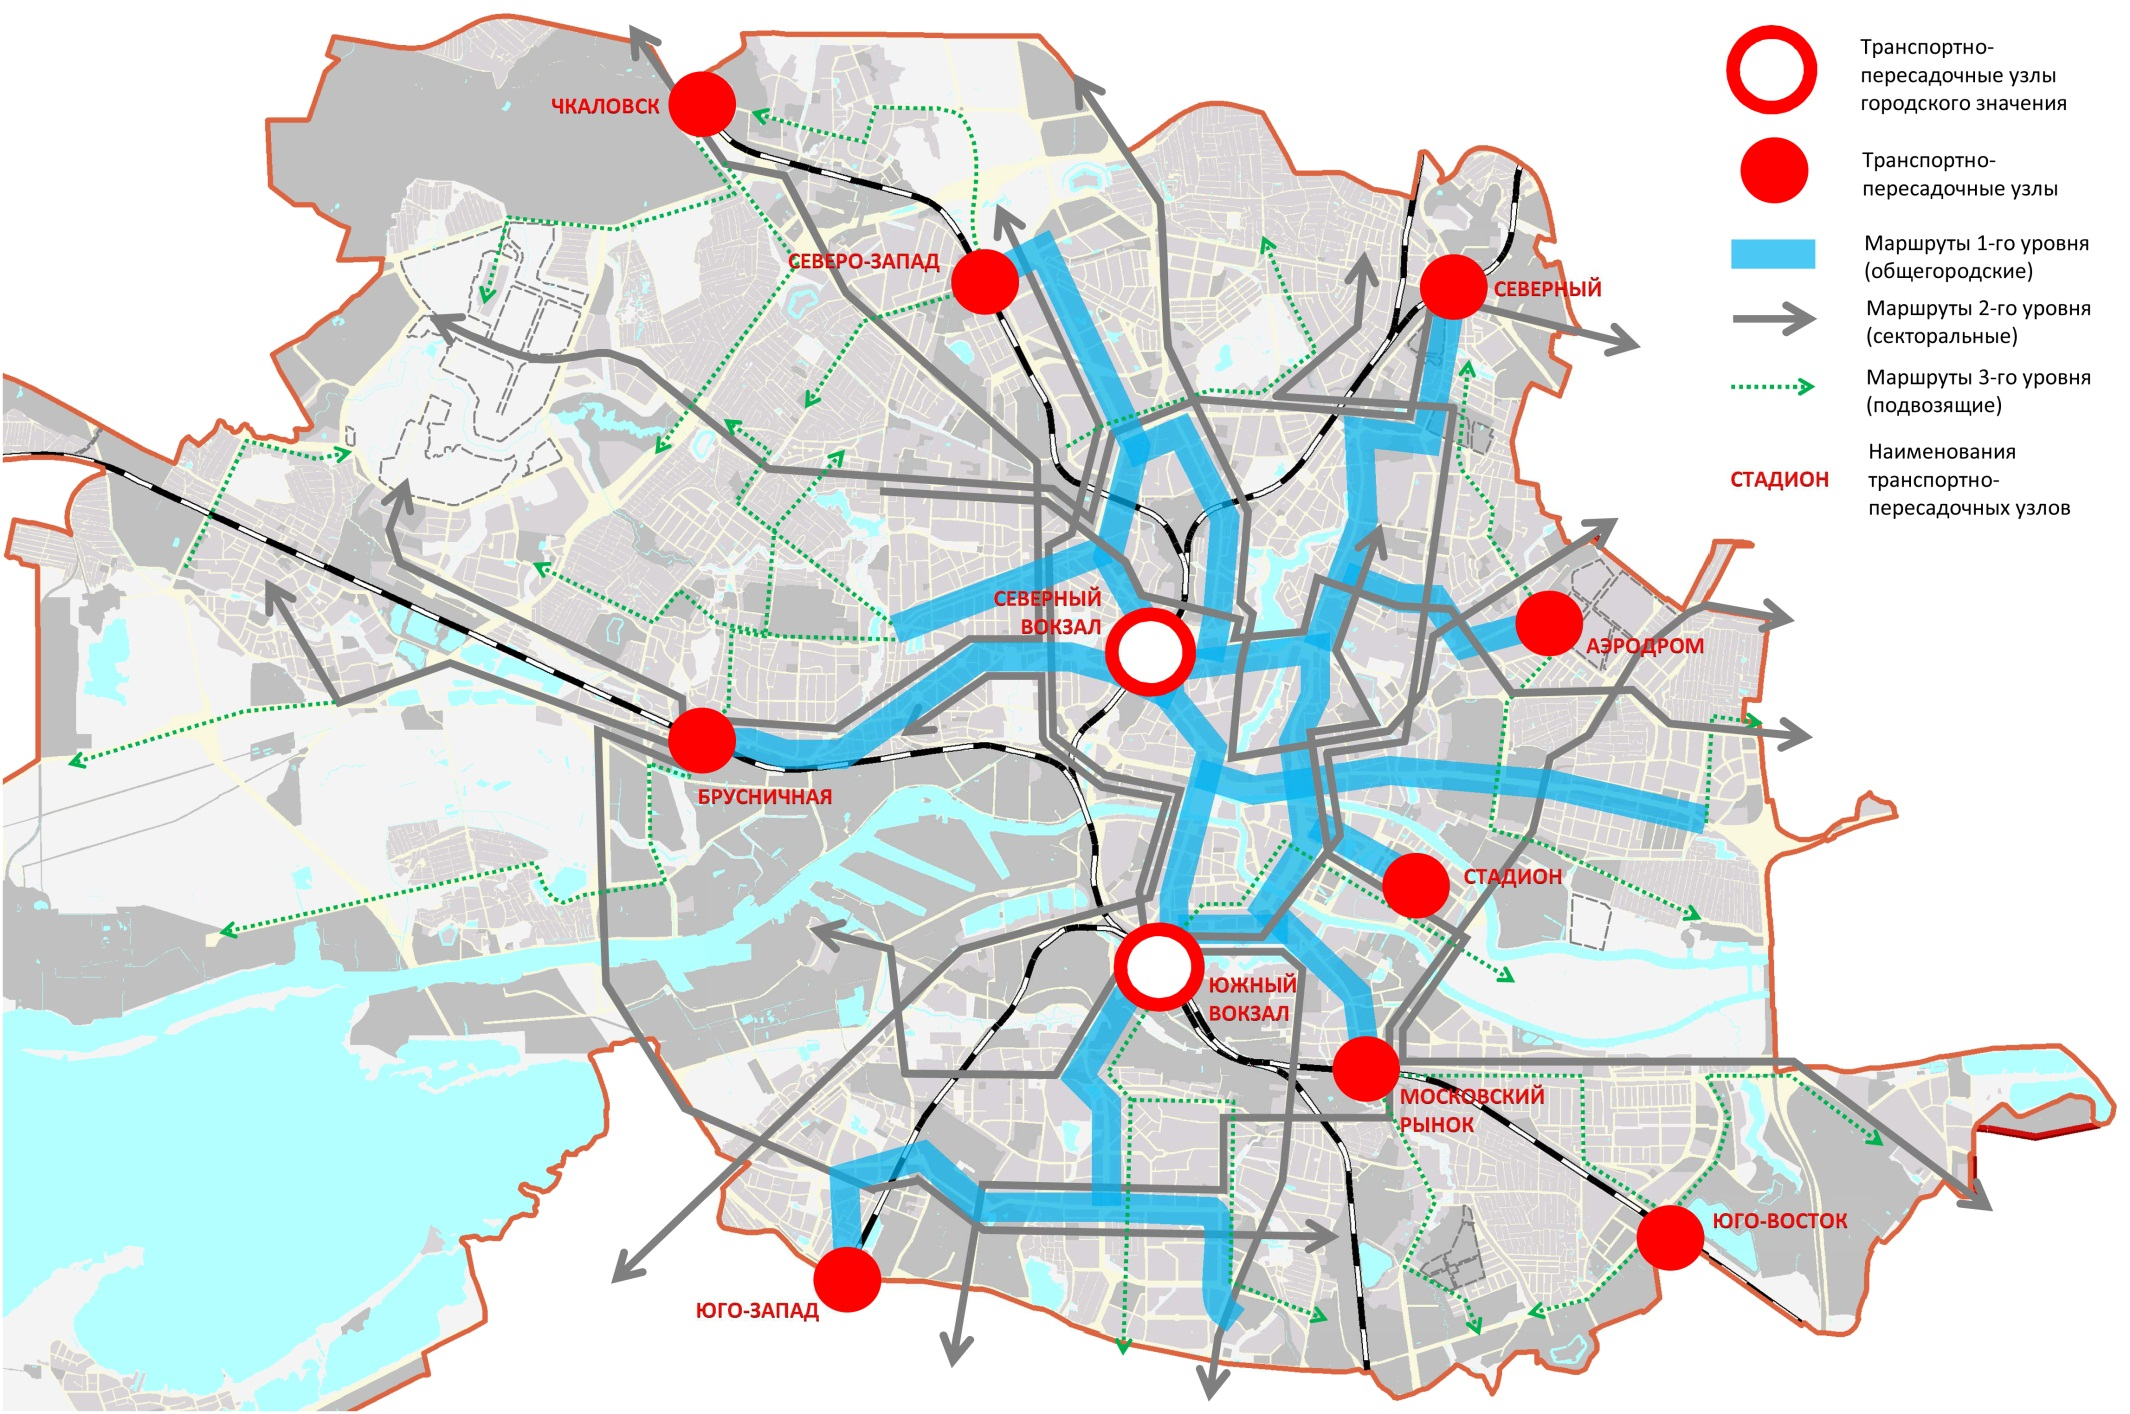 Транспортно-
пересадочные узлы
городского значения
Транспортно-
пересадочные узлы
Маршруты 1-го уровня
(общегородские)
Маршруты 2-го уровня
(секторальные)
Маршруты 3-го уровня
(подвозящие)
СТАДИОН
Наименования
транспортно-
пересадочных узлов
ЧКАЛОВСК
СЕВЕРО-ЗАПАД
СЕВЕРНЫЙ
СЕВЕРНЫЙ
ВОКЗАЛ
АЭРОДРОМ
БРУСНИЧНАЯ
СТАДИОН
ЮЖНЫЙ
ВОКЗАЛ
МОСКОВСКИЙ
РЫНОК
ЮГО-ВОСТОК
ЮГО-ЗАПАД